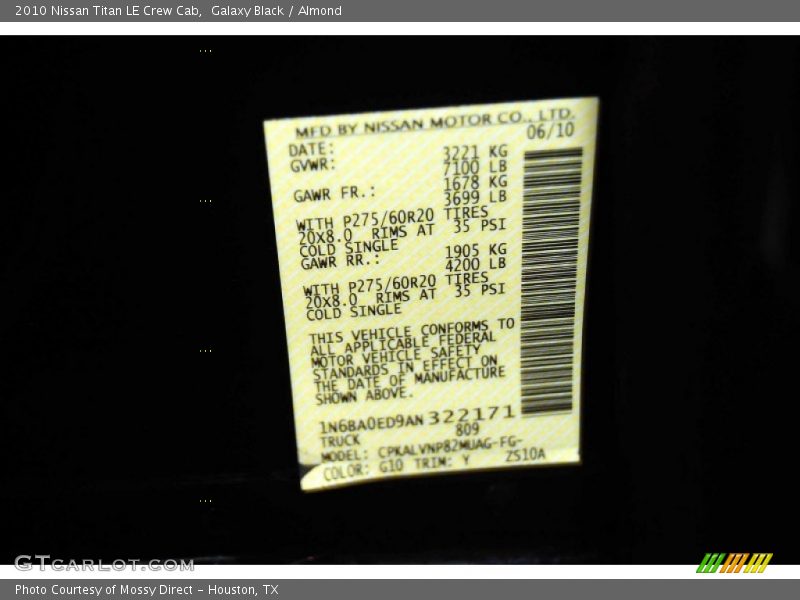 2010 Nissan Titan LE Crew Cab,  Galaxy Black / Almond
MFD BY NISSAN MOTOR CO., LTD.
DATE: 06/10
GVWR: 3221 KG
7100 LB
GAWR FR.: 1678 KG
3699 LB
WITH P275/60R20 TIRES
20X8.0 RIMS AT 35 PSI
COLD SINGLE
GAWR RR.: 1905 KG
4200 LB
WITH P275/60R20 TIRES
20X8.0 RIMS AT 35 PSI
COLD SINGLE
THIS VEHICLE CONFORMS TO
ALL APPLICABLE FEDERAL
MOTOR VEHICLE SAFETY
STANDARDS IN EFFECT ON
THE DATE OF MANUFACTURE
SHOWN ABOVE.
1N6BA0ED9AN322171
TRUCK 809
MODEL: CPKALVNP82MUAG-FG-
COLOR: G10 TRIM: Y ZS10A
GTCARLOT.COM
Photo Courtesy of Mossy Direct – Houston, TX